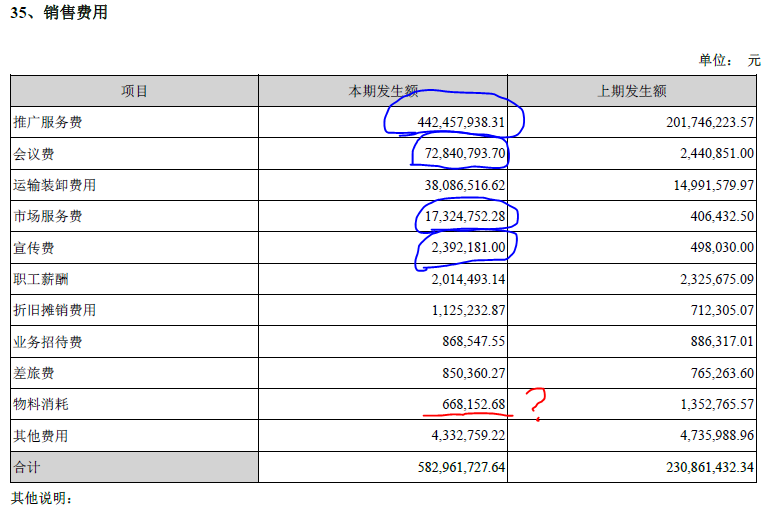 35、销售费用
单位： 元
项目 本期发生额 上期发生额
推广服务费 442,457,938.31 201,746,223.57
会议费 72,840,793.70 2,440,851.00
运输装卸费用 38,086,516.62 14,991,579.97
市场服务费 17,324,752.28 406,432.50
宣传费 2,392,181.00 498,030.00
职工薪酬 2,014,493.14 2,325,675.09
折旧摊销费用 1,125,232.87 712,305.07
业务招待费 868,547.55 886,317.01
差旅费 850,360.27 765,263.60
物料消耗 668,152.68 ? 1,352,765.57
其他费用 4,332,759.22 4,735,988.96
合计 582,961,727.64 230,861,432.34
其他说明：